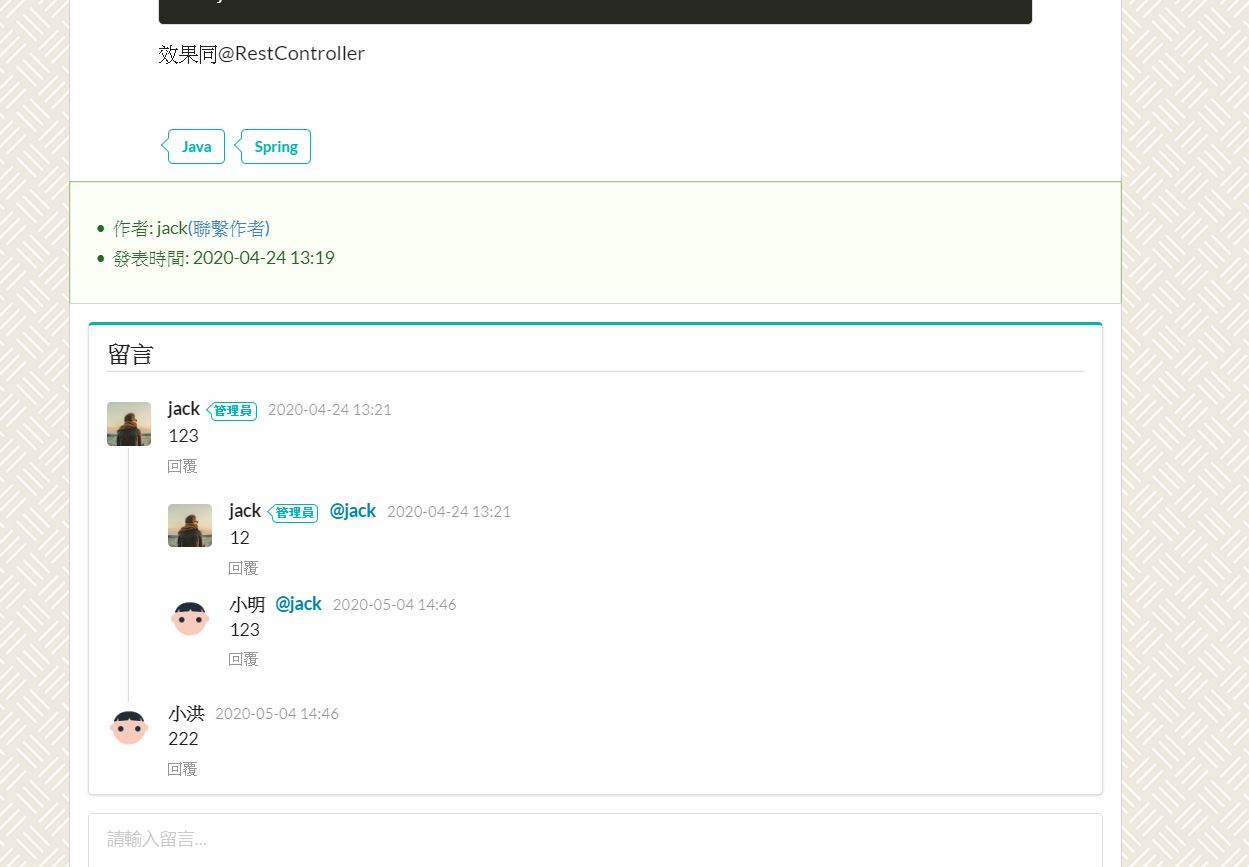 效果同@RestController
Java Spring
作者: jack(聯繫作者)
發表時間: 2020-04-24 13:19
留言
jack 管理員 2020-04-24 13:21
123
回覆
jack 管理員 @jack 2020-04-24 13:21
12
回覆
小明 @jack 2020-05-04 14:46
123
回覆
小洪 2020-05-04 14:46
222
回覆
請輸入留言...